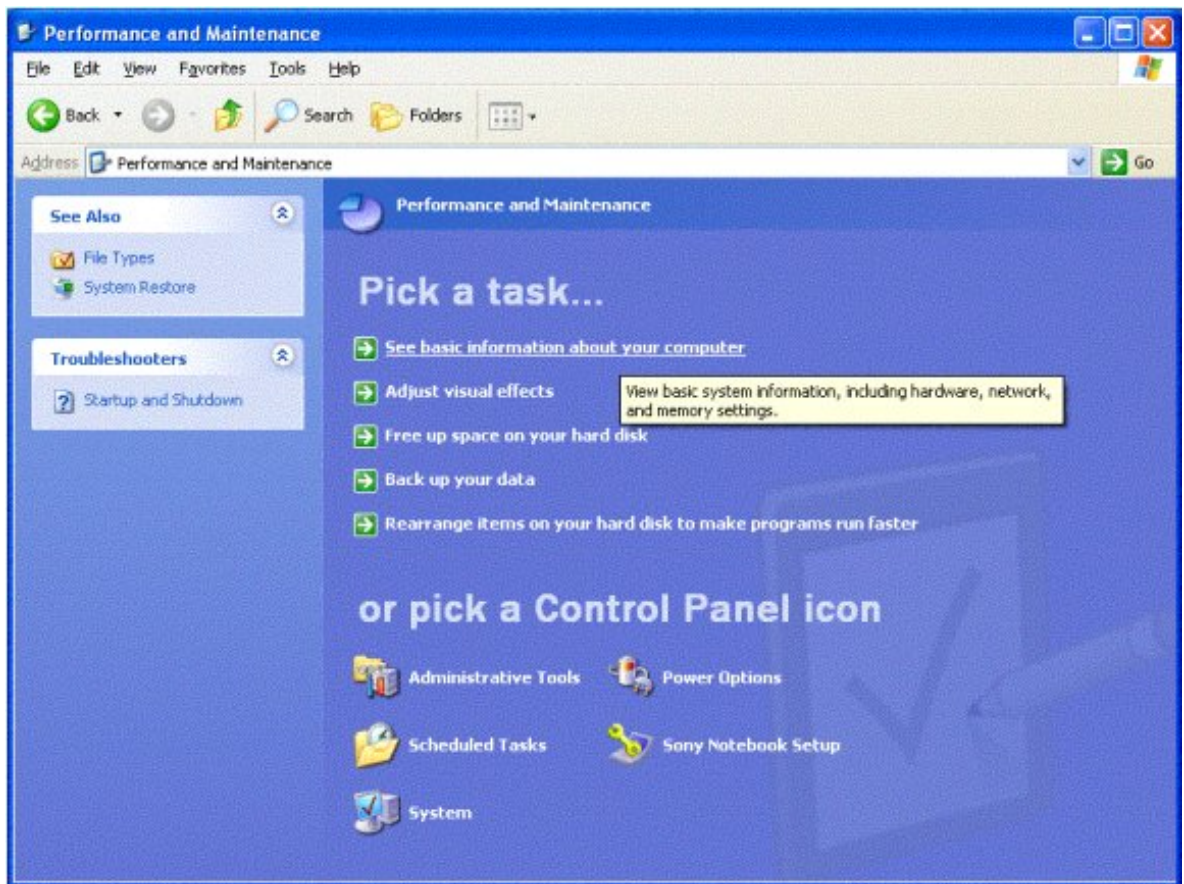 Performance and Maintenance
File Edit View Favorites Tools Help
Back Search Folders
Address Performance and Maintenance Go
See Also
File Types
System Restore
Troubleshooters
Startup and Shutdown
Performance and Maintenance
Pick a task...
See basic information about your computer
Adjust visual effects
View basic system information, including hardware, network,
and memory settings.
Free up space on your hard disk
Back up your data
Rearrange items on your hard disk to make programs run faster
or pick a Control Panel icon
Administrative Tools Power Options
Scheduled Tasks Sony Notebook Setup
System